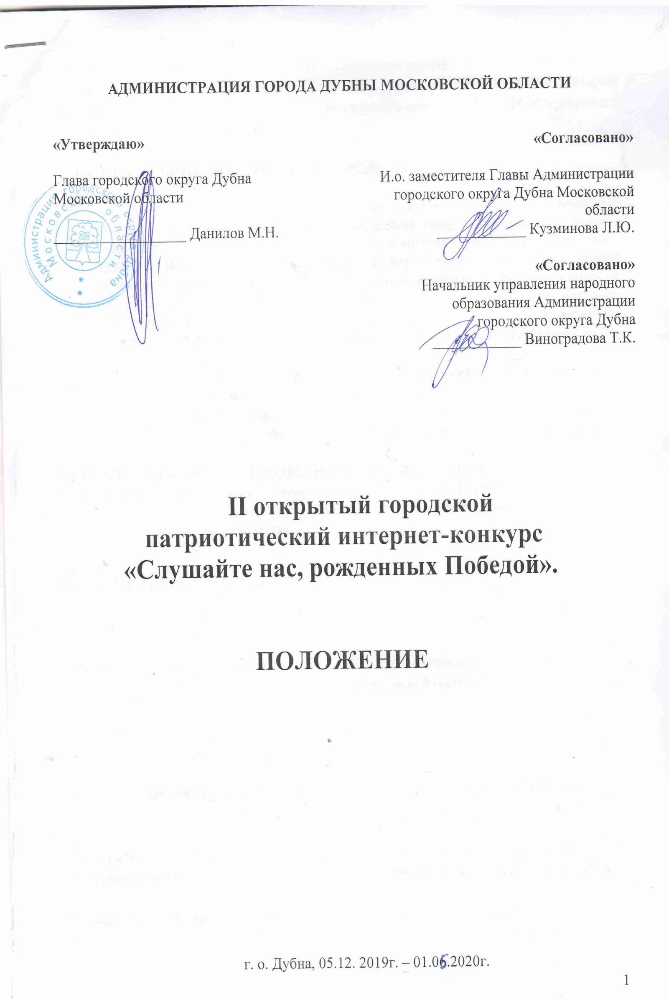 АДМИНИСТРАЦИЯ ГОРОДА ДУБНЫ МОСКОВСКОЙ ОБЛАСТИ
«Утверждаю»
Глава городского округа Дубна
Московской области
Данилов М.Н.
Администрация городского округа Дубна
Московской области
«Согласовано»
И.о. заместителя Главы Администрации
городского округа Дубна Московской
области
Кузминова Л.Ю.
«Согласовано»
Начальник управления народного
образования Администрации
городского округа Дубна
Виноградова Т.К.
II открытый городской
патриотический интернет-конкурс
«Слушайте нас, рожденных Победой».
ПОЛОЖЕНИЕ
г. о. Дубна, 05.12. 2019г. – 01.05.2020г.
1